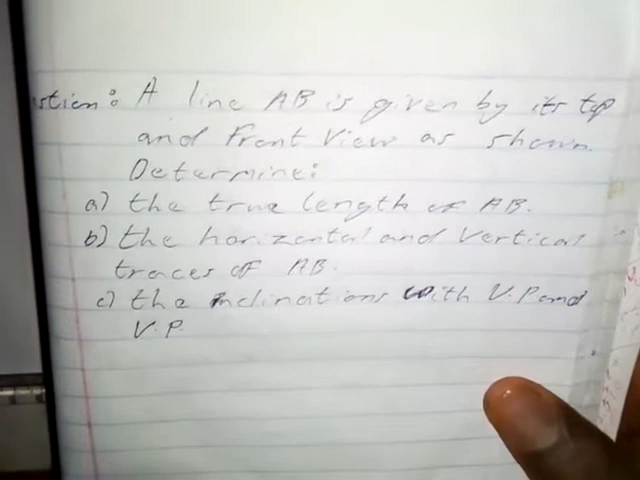 stion: A line AB is given by its top
and Front View as shown.
Determine:
a) the true length of AB.
b) the horizontal and vertical
traces of AB.
c) the inclinations with V.P and
V.P.